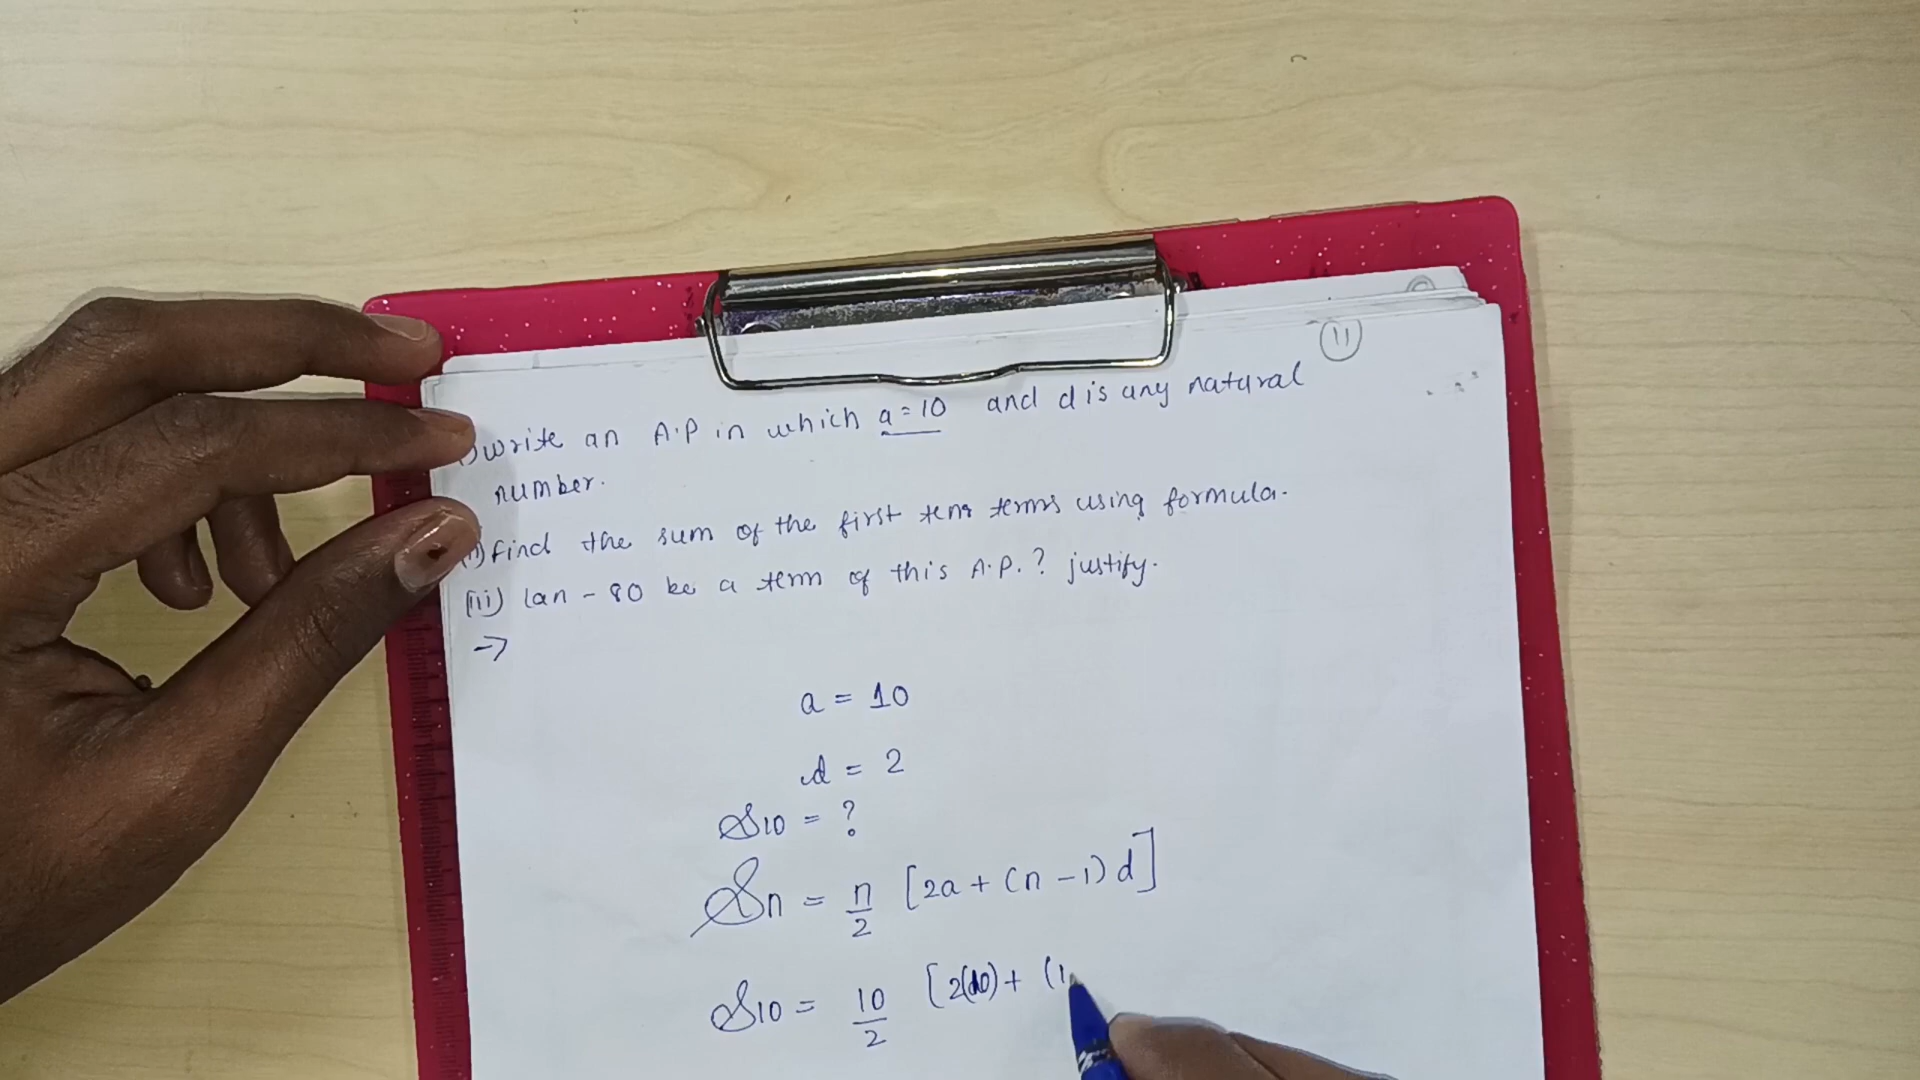 11
i) write an A.P in which a = 10 and d is any natural
number.
(ii) find the sum of the first ten terms using formula.
(iii) can - 80 be a term of this A.P.? justify.
→
a = 10
d = 2
S10 = ?
Sn = n/2 [2a + (n - 1) d]
S10 = 10/2 [2(10) + (1